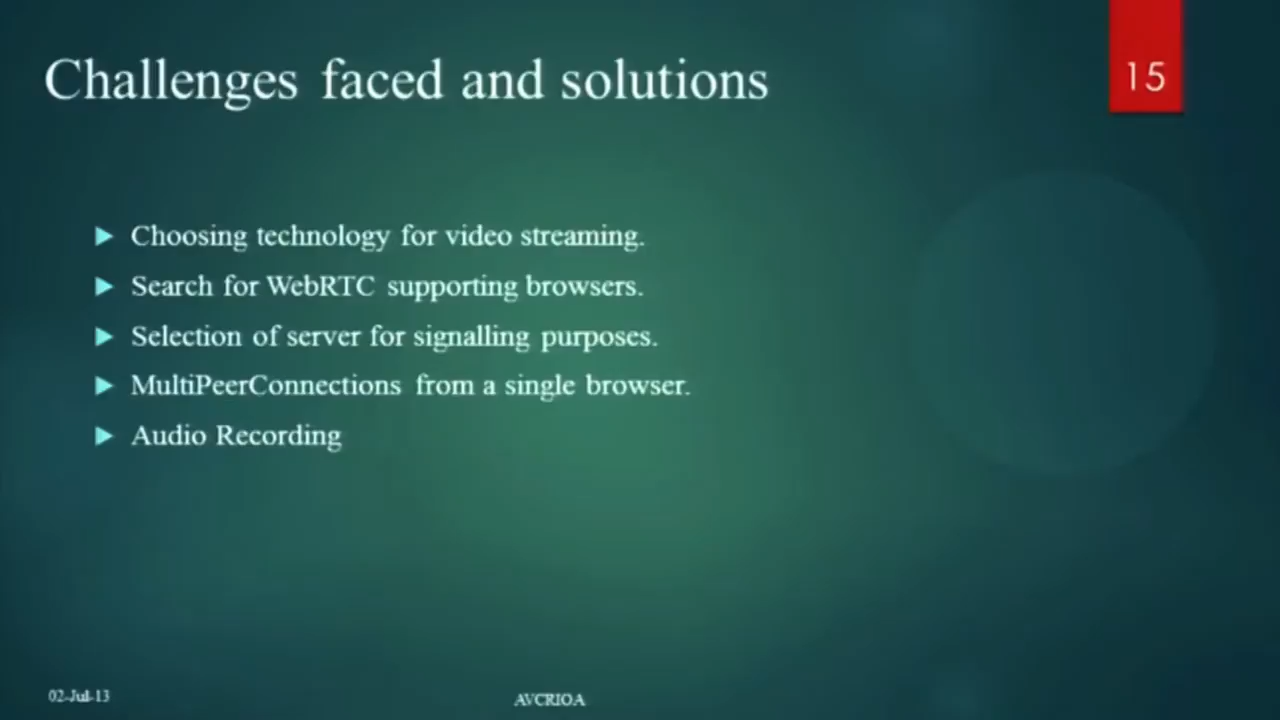 Challenges faced and solutions
15
Choosing technology for video streaming.
Search for WebRTC supporting browsers.
Selection of server for signalling purposes.
MultiPeerConnections from a single browser.
Audio Recording
02-Jul-13
AVCRIOA